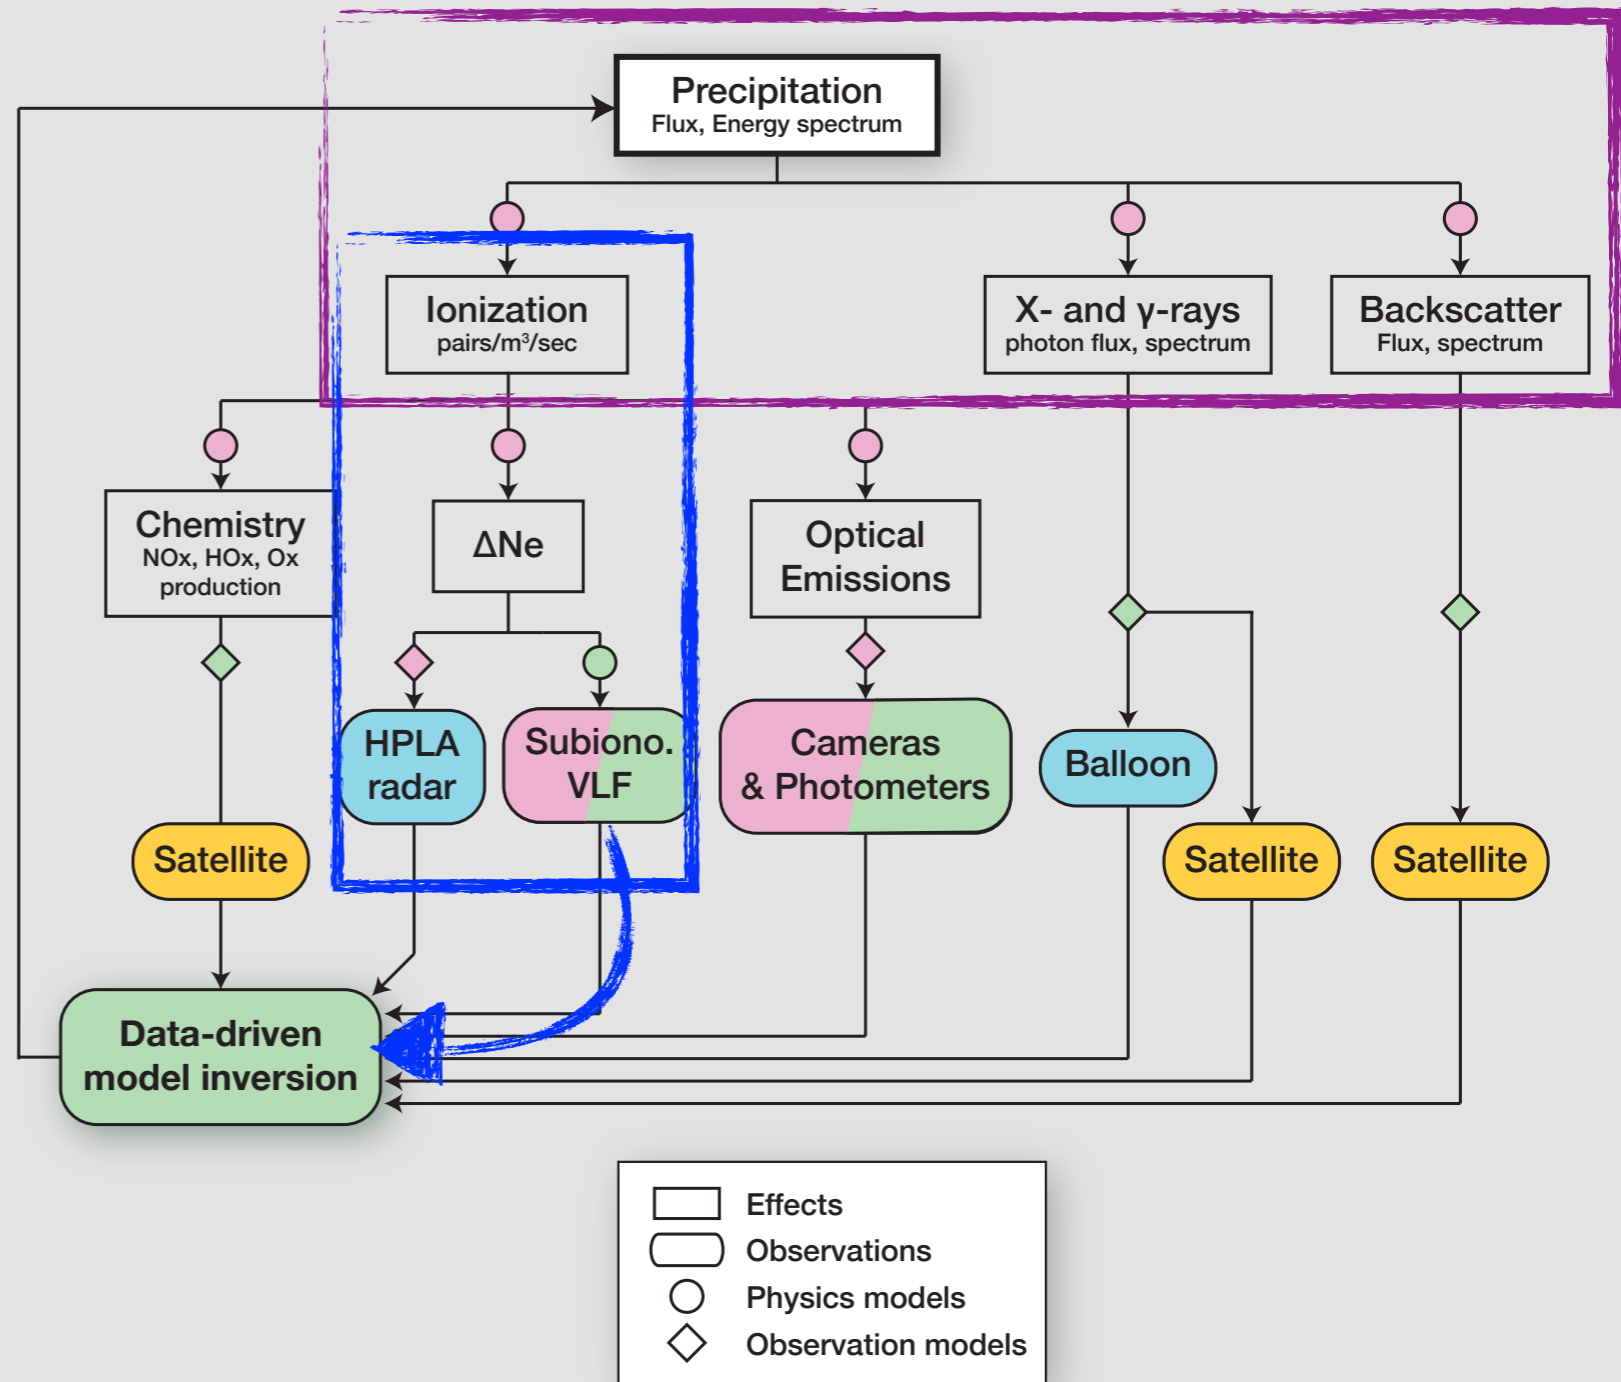 Precipitation
Flux, Energy spectrum
Ionization
pairs/m³/sec
X- and γ-rays
photon flux, spectrum
Backscatter
Flux, spectrum
Chemistry
NOx, HOx, Ox
production
ΔNe
Optical
Emissions
HPLA
radar
Subiono.
VLF
Cameras
& Photometers
Balloon
Satellite
Satellite
Satellite
Data-driven
model inversion
Effects
Observations
Physics models
Observation models